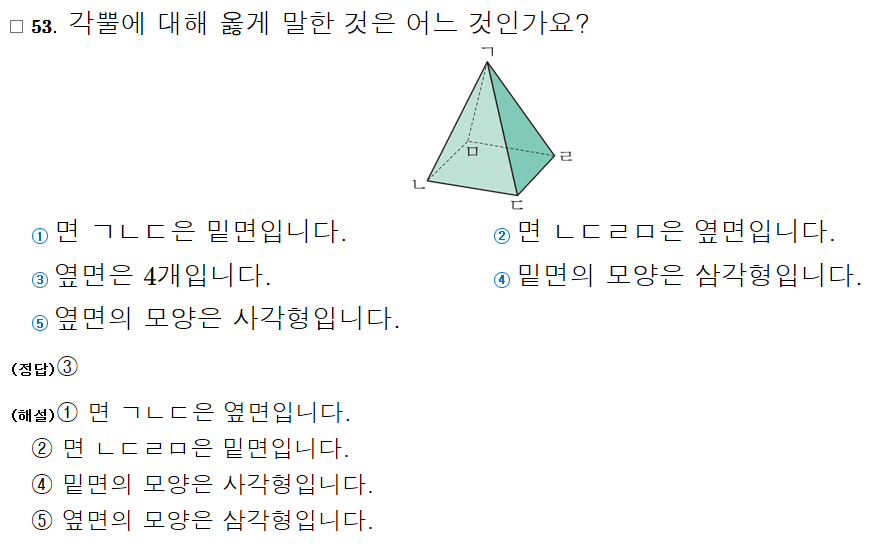 □ 53. 각뿔에 대해 옳게 말한 것은 어느 것인가요?
ㄱ
ㅁ
ㄹ
ㄴ
ㄷ
① 면 ㄱㄴㄷ은 밑면입니다. ② 면 ㄴㄷㄹㅁ은 옆면입니다.
③ 옆면은 4개입니다. ④ 밑면의 모양은 삼각형입니다.
⑤ 옆면의 모양은 사각형입니다.
(정답)③
(해설)① 면 ㄱㄴㄷ은 옆면입니다.
② 면 ㄴㄷㄹㅁ은 밑면입니다.
④ 밑면의 모양은 사각형입니다.
⑤ 옆면의 모양은 삼각형입니다.